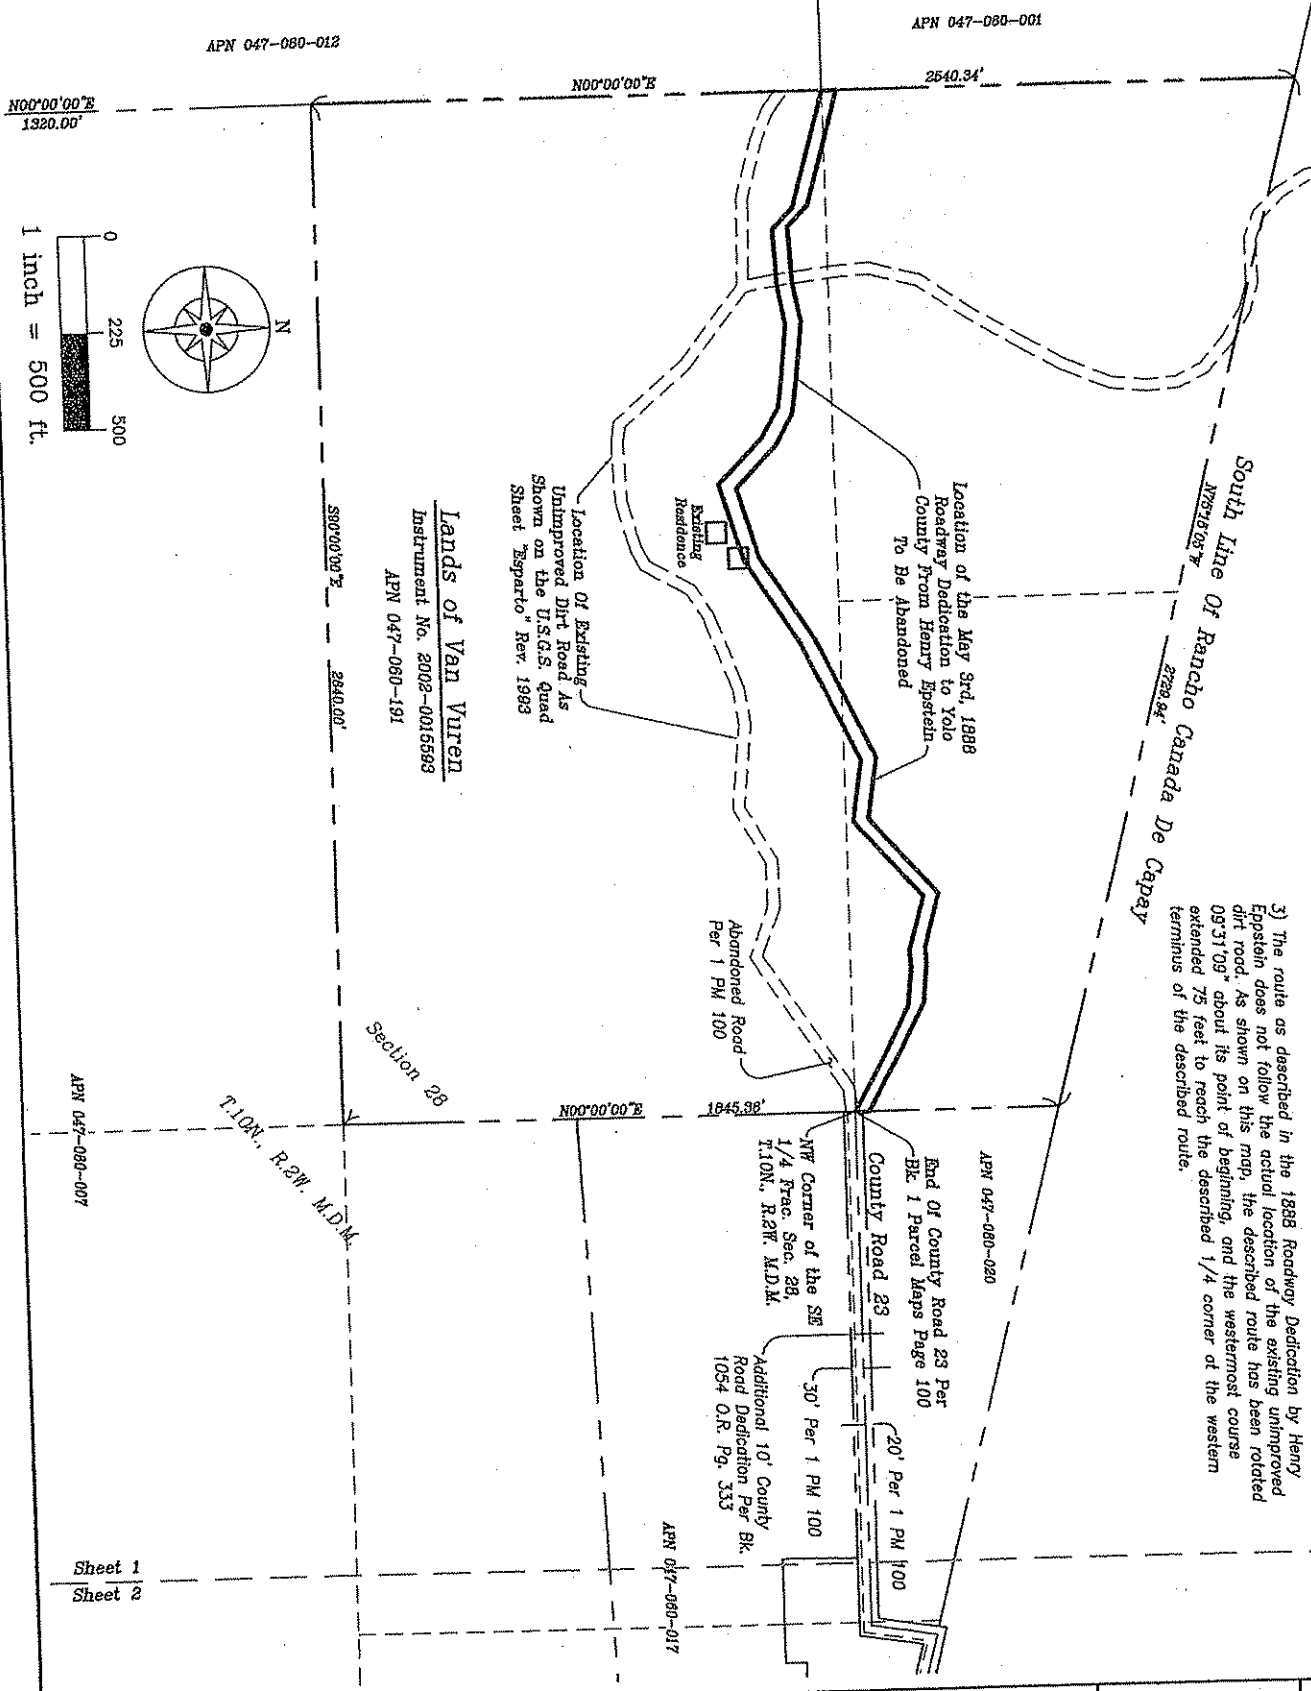 APN 047-060-012
APN 047-080-001
N00°00'00"E
1320.00'
N00°00'00"E
2540.34'
South Line Of Rancho Canada De Capay
3) The route as described in the 1888 Roadway Dedication by Henry
Eppstein does not follow the actual location of the existing unimproved
dirt road. As shown on this map, the described route has been rotated
09°31'09" about its point of beginning, and the westernmost course
extended 75 feet to reach the described 1/4 corner at the western
terminus of the described route.
Location of the May 3rd, 1888
Roadway Dedication to Yolo
County From Henry Epstein
To Be Abandoned
Existing
Residence
Location Of Existing
Unimproved Dirt Road As
Shown on the U.S.G.S. Quad
Sheet "Esparto" Rev. 1993
Lands of Van Vuren
Instrument No. 2002-0015593
APN 047-060-191
S90°00'00"E
2640.00'
N
0
225
500
1 inch = 500 ft.
Abandoned Road
Per 1 PM 100
Section 28
T.10N., R.2W. M.D.M.
N00°00'00"E
1645.38'
APN 047-080-020
End Of County Road 23 Per
Bk. 1 Parcel Maps Page 100
County Road 23
NW Corner of the SE
1/4 Frac. Sec. 28,
T.10N., R.2W. M.D.M.
20' Per 1 PM 100
30' Per 1 PM 100
Additional 10' County
Road Dedication Per Bk.
1054 O.R. Pg. 333
APN 047-080-007
APN 047-060-017
Sheet 1
Sheet 2